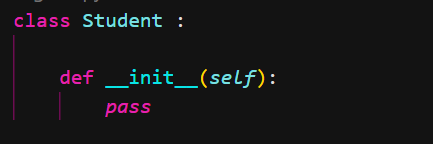 class Student :
    def __init__(self):
        pass